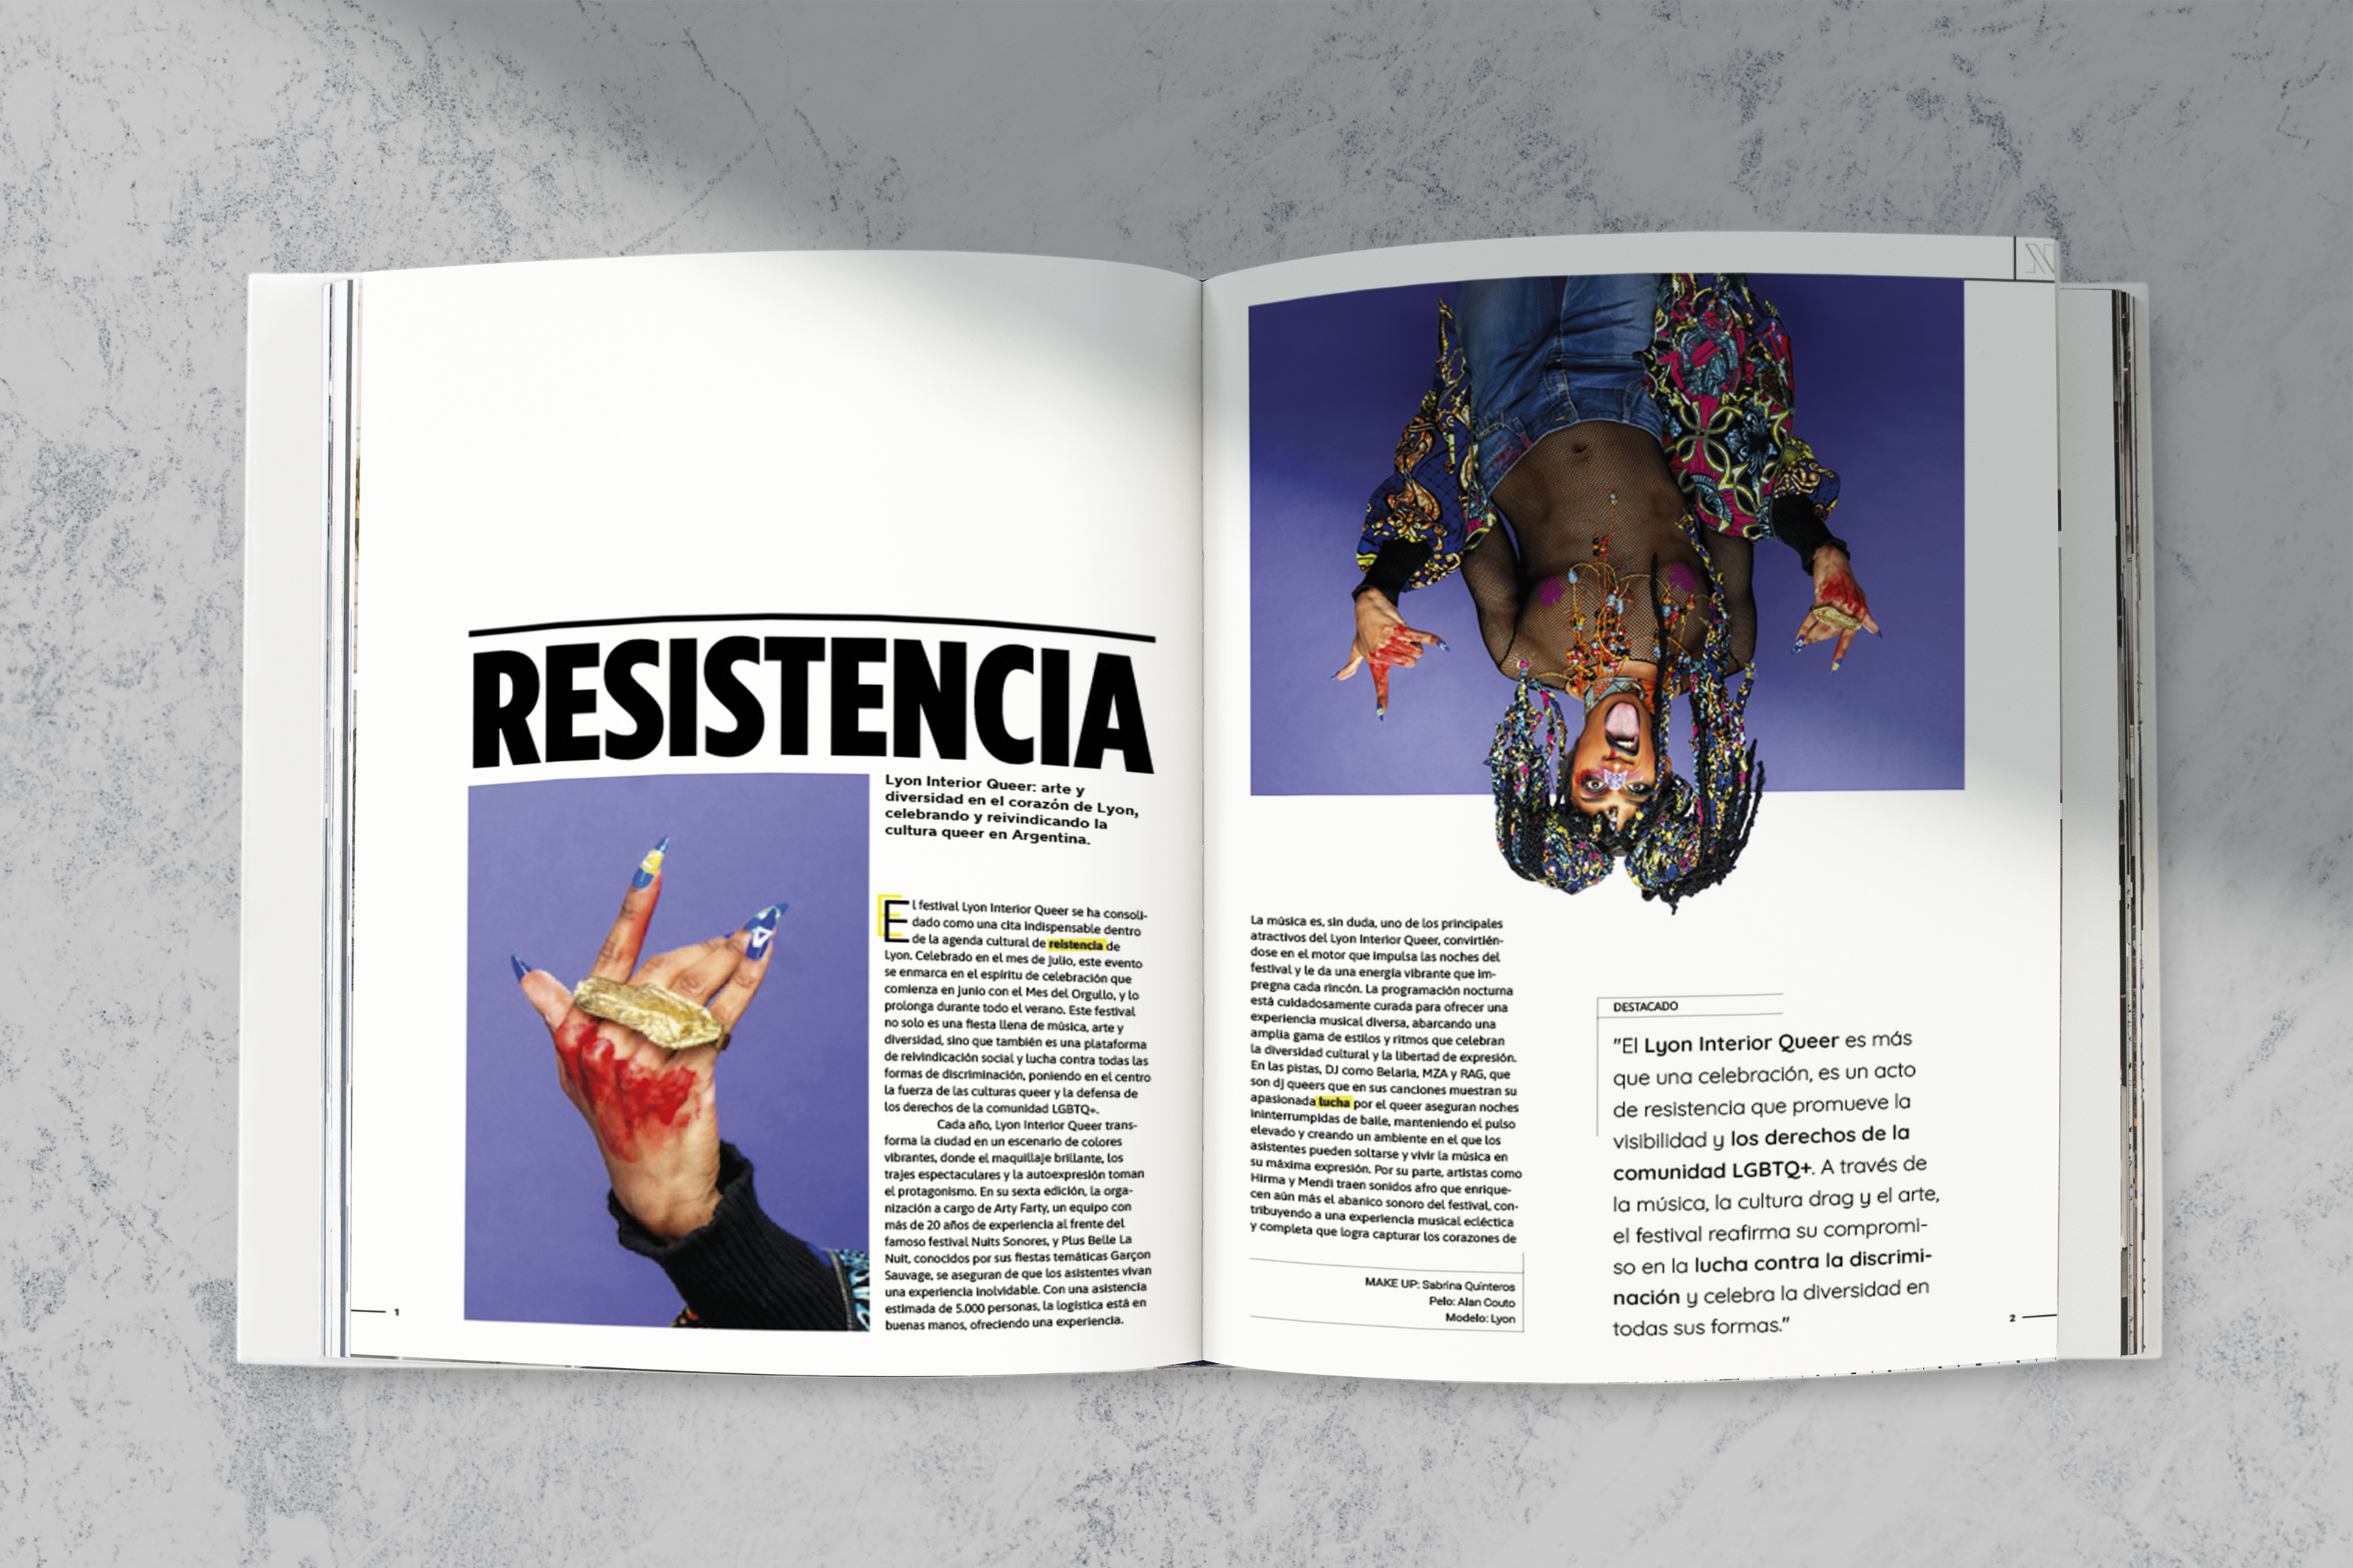 RESISTENCIA
Lyon Interior Queer: arte y
diversidad en el corazón de Lyon,
celebrando y reivindicando la
cultura queer en Argentina.
El festival Lyon Interior Queer se ha consoli-
dado como una cita indispensable dentro
de la agenda cultural de reistencia de
Lyon. Celebrado en el mes de julio, este evento
se enmarca en el espíritu de celebración que
comienza en junio con el Mes del Orgullo, y lo
prolonga durante todo el verano. Este festival
no solo es una fiesta llena de música, arte y
diversidad, sino que también es una plataforma
de reivindicación social y lucha contra todas las
formas de discriminación, poniendo en el centro
la fuerza de las culturas queer y la defensa de
los derechos de la comunidad LGBTQ+.
Cada año, Lyon Interior Queer trans-
forma la ciudad en un escenario de colores
vibrantes, donde el maquillaje brillante, los
trajes espectaculares y la autoexpresión toman
el protagonismo. En su sexta edición, la orga-
nización a cargo de Arty Farty, un equipo con
más de 20 años de experiencia al frente del
famoso festival Nuits Sonores, y Plus Belle La
Nuit, conocidos por sus fiestas temáticas Garçon
Sauvage, se aseguran de que los asistentes vivan
una experiencia inolvidable. Con una asistencia
estimada de 5.000 personas, la logística está en
buenas manos, ofreciendo una experiencia.
1
La música es, sin duda, uno de los principales
atractivos del Lyon Interior Queer, convirtién-
dose en el motor que impulsa las noches del
festival y le da una energía vibrante que im-
pregna cada rincón. La programación nocturna
está cuidadosamente curada para ofrecer una
experiencia musical diversa, abarcando una
amplia gama de estilos y ritmos que celebran
la diversidad cultural y la libertad de expresión.
En las pistas, DJ como Belaria, MZA y RAG, que
son dj queers que en sus canciones muestran su
apasionada lucha por el queer aseguran noches
ininterrumpidas de baile, manteniendo el pulso
elevado y creando un ambiente en el que los
asistentes pueden soltarse y vivir la música en
su máxima expresión. Por su parte, artistas como
Hirma y Mendi traen sonidos afro que enrique-
cen aún más el abanico sonoro del festival, con-
tribuyendo a una experiencia musical ecléctica
y completa que logra capturar los corazones de
MAKE UP: Sabrina Quinteros
Pelo: Alan Couto
Modelo: Lyon
DESTACADO
"El Lyon Interior Queer es más
que una celebración, es un acto
de resistencia que promueve la
visibilidad y los derechos de la
comunidad LGBTQ+. A través de
la música, la cultura drag y el arte,
el festival reafirma su compromi-
so en la lucha contra la discrimi-
nación y celebra la diversidad en
todas sus formas."
2